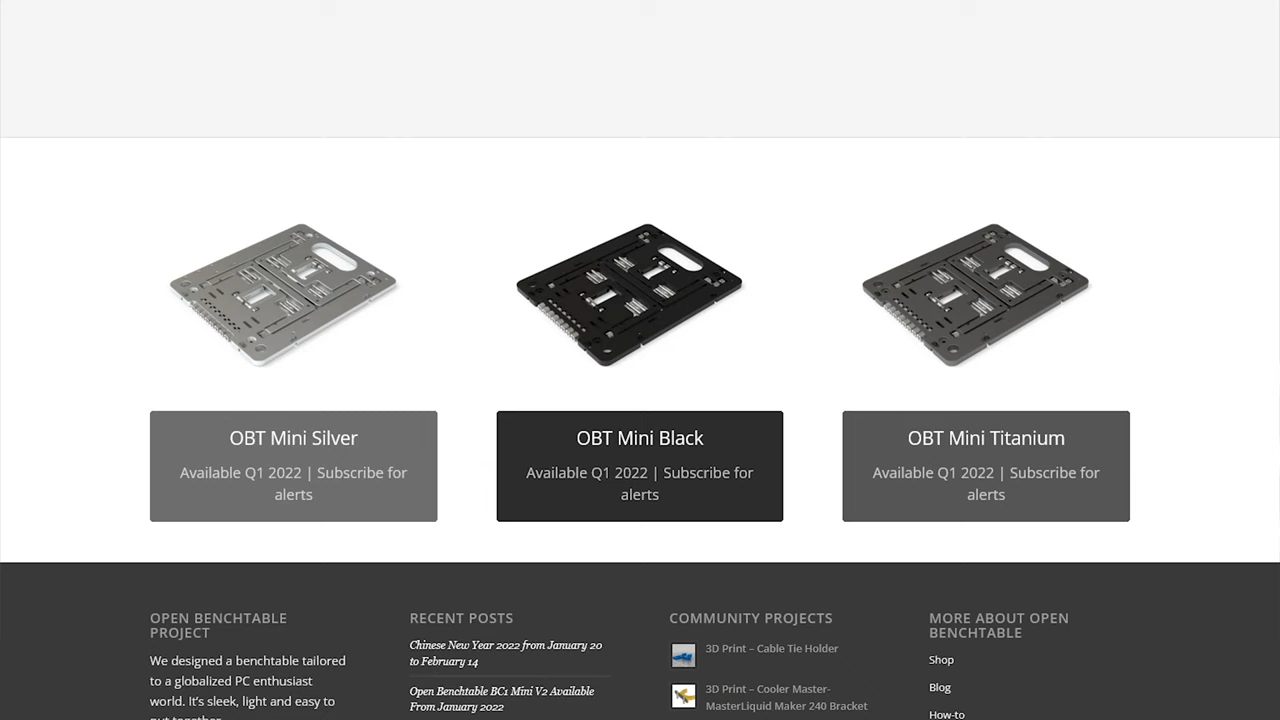 OBT Mini Silver
Available Q1 2022 | Subscribe for
alerts
OBT Mini Black
Available Q1 2022 | Subscribe for
alerts
OBT Mini Titanium
Available Q1 2022 | Subscribe for
alerts
OPEN BENCHTABLE
PROJECT
We designed a benchtable tailored
to a globalized PC enthusiast
world. It's sleek, light and easy to
put together
RECENT POSTS
Chinese New Year 2022 from January 20
to February 14
Open Benchtable BC1 Mini V2 Available
From January 2022
COMMUNITY PROJECTS
3D Print – Cable Tie Holder
3D Print – Cooler Master-
MasterLiquid Maker 240 Bracket
MORE ABOUT OPEN
BENCHTABLE
Shop
Blog
How-to